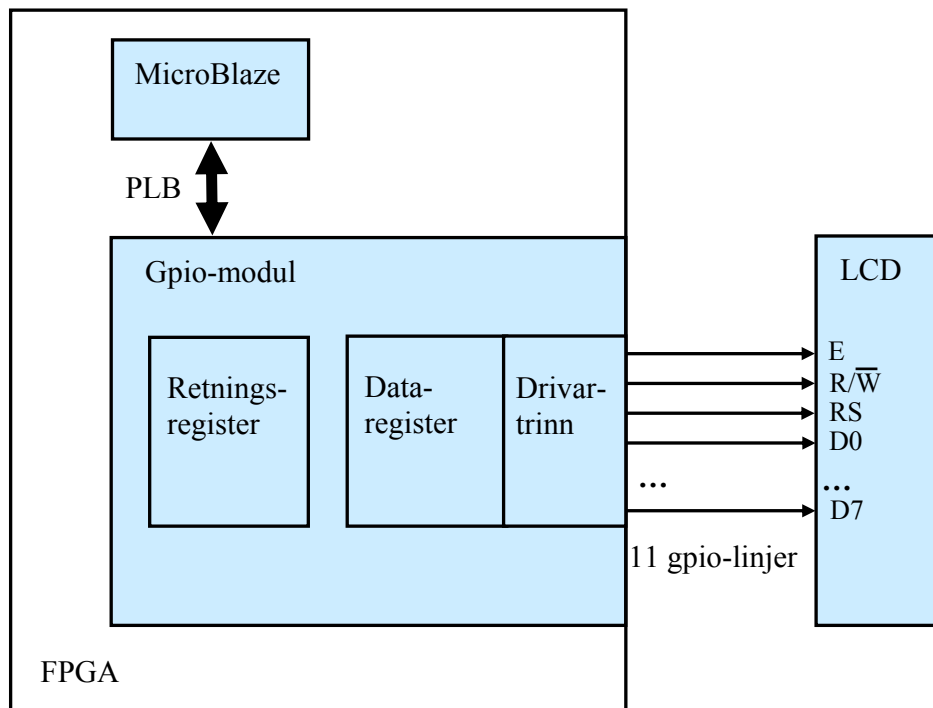 MicroBlaze
PLB
Gpio-modul
LCD
Retnings-
register
Data-
register
Drivar-
trinn
E
R/W̅
RS
D0
...
...
D7
11 gpio-linjer
FPGA